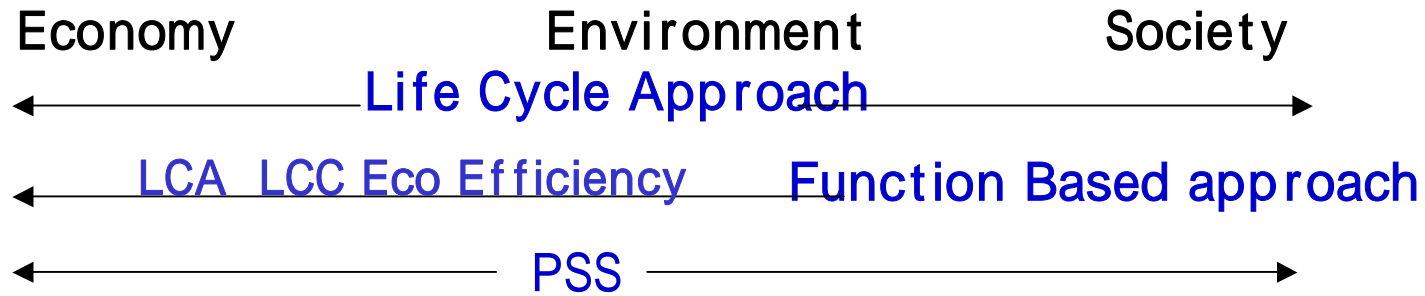 Economy Environment Society
Life Cycle Approach
LCA LCC Eco Efficiency Function Based approach
PSS